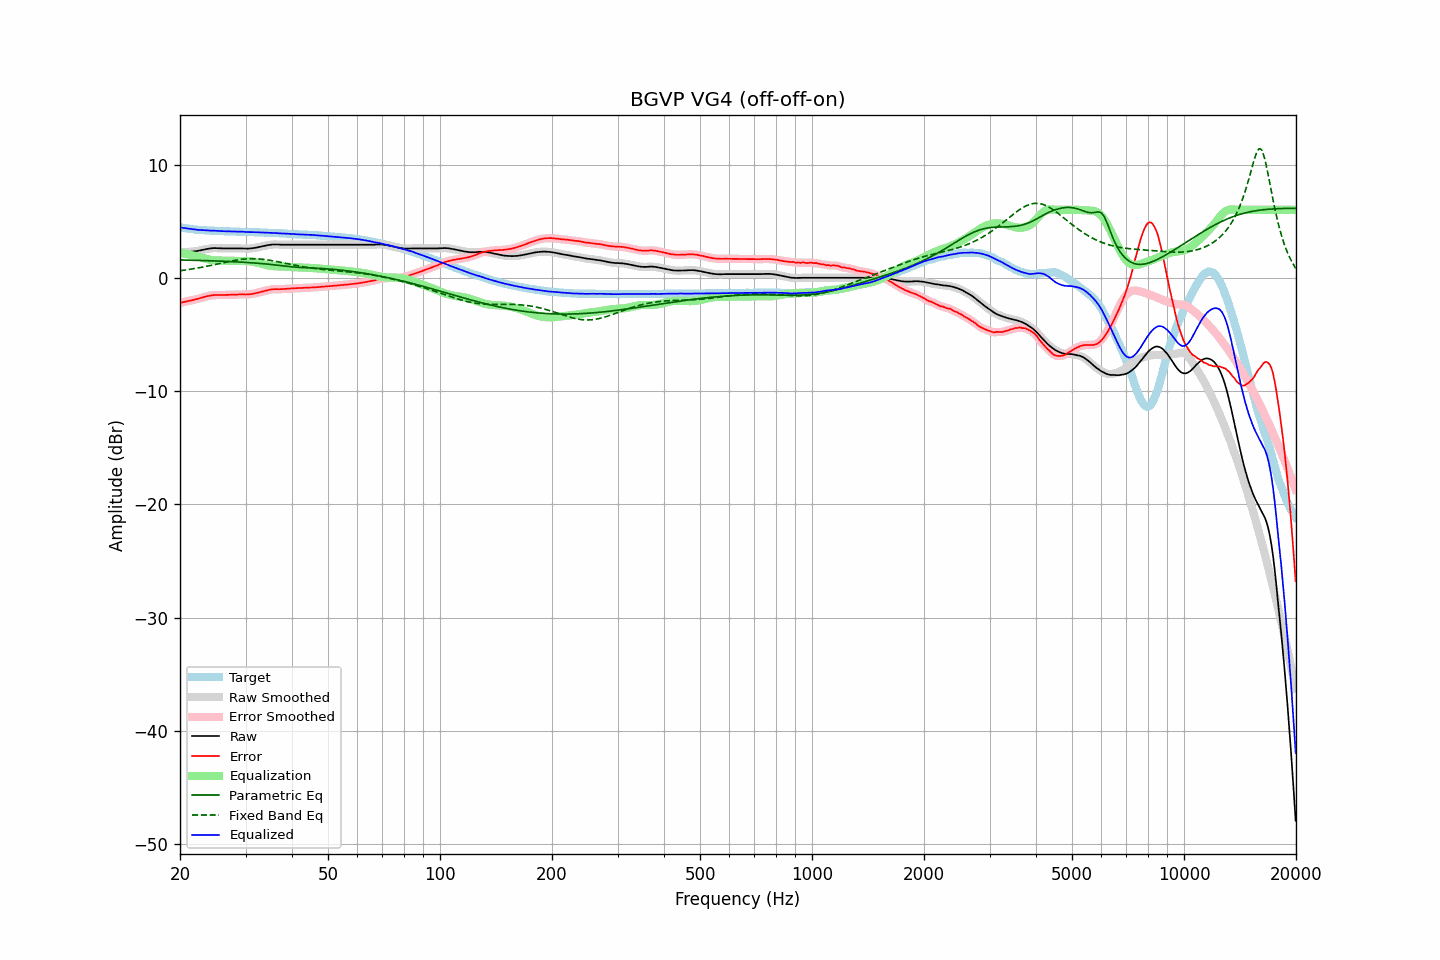 BGVP VG4 (off-off-on)
10
0
−10
−20
−30
−40
−50
Amplitude (dBr)
Target
Raw Smoothed
Error Smoothed
Raw
Error
Equalization
Parametric Eq
Fixed Band Eq
Equalized
20 50 100 200 500 1000 2000 5000 10000 20000
Frequency (Hz)